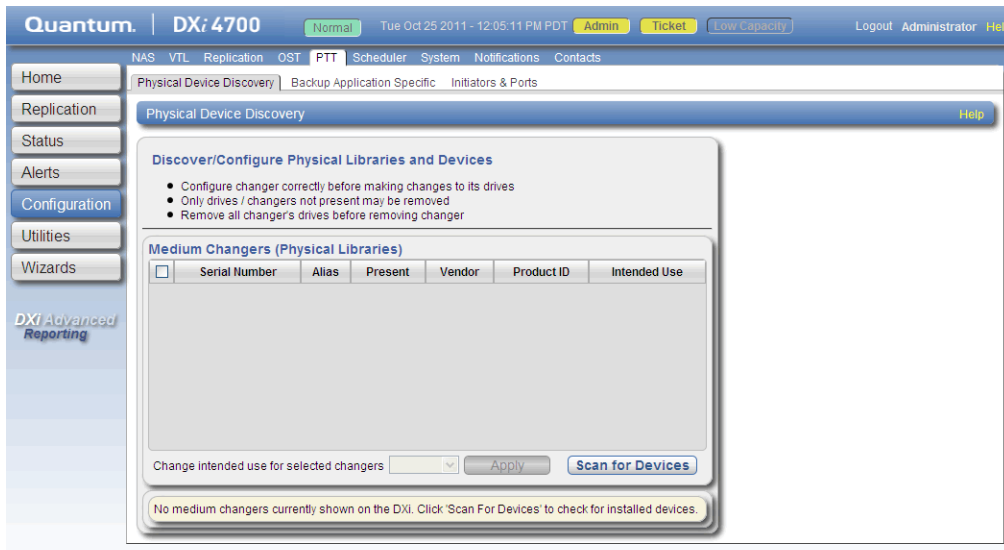 Quantum. DXi 4700 Normal Tue Oct 25 2011 - 12:05:11 PM PDT Admin Ticket Low Capacity Logout Administrator Help
NAS VTL Replication OST PTT Scheduler System Notifications Contacts
Physical Device Discovery Backup Application Specific Initiators & Ports
Home
Replication
Status
Alerts
Configuration
Utilities
Wizards
DXi Advanced
Reporting
Physical Device Discovery Help
Discover/Configure Physical Libraries and Devices
• Configure changer correctly before making changes to its drives
• Only drives / changers not present may be removed
• Remove all changer's drives before removing changer
Medium Changers (Physical Libraries)
Serial Number Alias Present Vendor Product ID Intended Use
Change intended use for selected changers Apply Scan for Devices
No medium changers currently shown on the DXi. Click 'Scan For Devices' to check for installed devices.